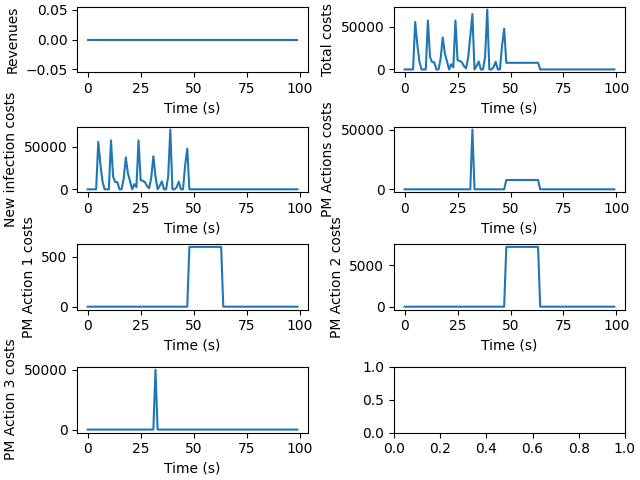 Revenues
0.05
0.00
−0.05
0 25 50 75 100
Time (s)
Total costs
50000
0
0 25 50 75 100
Time (s)
New infection costs
50000
0
0 25 50 75 100
Time (s)
PM Actions costs
50000
0
0 25 50 75 100
Time (s)
PM Action 1 costs
500
0
0 25 50 75 100
Time (s)
PM Action 2 costs
5000
0
0 25 50 75 100
Time (s)
PM Action 3 costs
50000
0
0 25 50 75 100
Time (s)
1.0
0.5
0.0
0.0 0.2 0.4 0.6 0.8 1.0